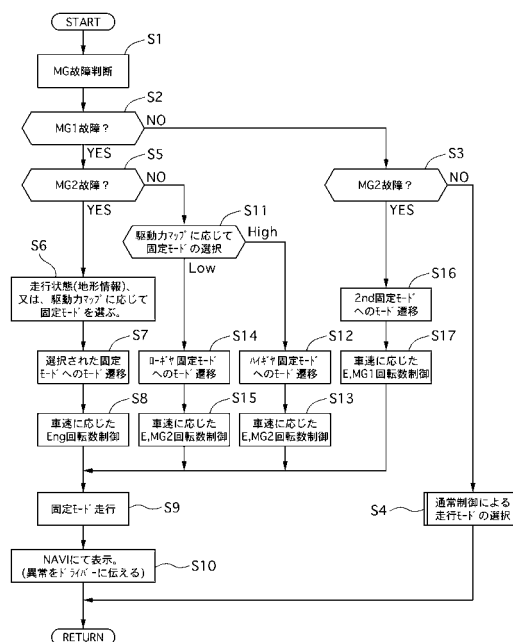 START
S1
MG故障判断
S2
MG1故障？
NO
YES
S5
MG2故障？
NO
YES
S3
MG2故障？
NO
YES
S11
駆動力マップに応じて
固定モードの選択
High
Low
S6
走行状態(地形情報)、
又は、駆動力マップに応じて
固定モードを選ぶ。
S16
2nd固定モード
へのモード遷移
S7
選択された固定
モードへのモード遷移
S14
ローギヤ固定モード
へのモード遷移
S12
ハイギヤ固定モード
へのモード遷移
S17
車速に応じた
E,MG1回転数制御
S8
車速に応じた
Eng回転数制御
S15
車速に応じた
E,MG2回転数制御
S13
車速に応じた
E,MG2回転数制御
S9
固定モード走行
S4
通常制御による
走行モードの選択
S10
NAVIにて表示。
(異常をドライバーに伝える)
RETURN